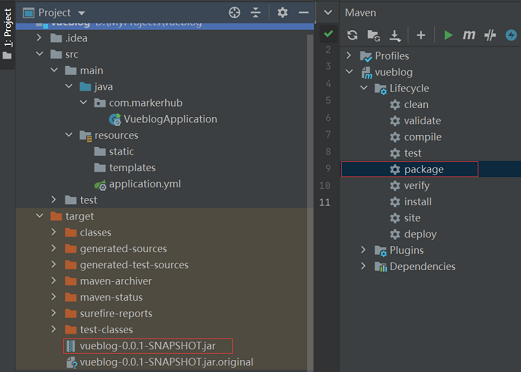 1: Project
Project
vueblog D:\MyProjects\vueblog
.idea
src
main
java
com.markerhub
VueblogApplication
resources
static
templates
application.yml
test
target
classes
generated-sources
generated-test-sources
maven-archiver
maven-status
surefire-reports
test-classes
vueblog-0.0.1-SNAPSHOT.jar
vueblog-0.0.1-SNAPSHOT.jar.original
2
3
4
5
6
7
8
9
10
11
Maven
m
Profiles
vueblog
Lifecycle
clean
validate
compile
test
package
verify
install
site
deploy
Plugins
Dependencies